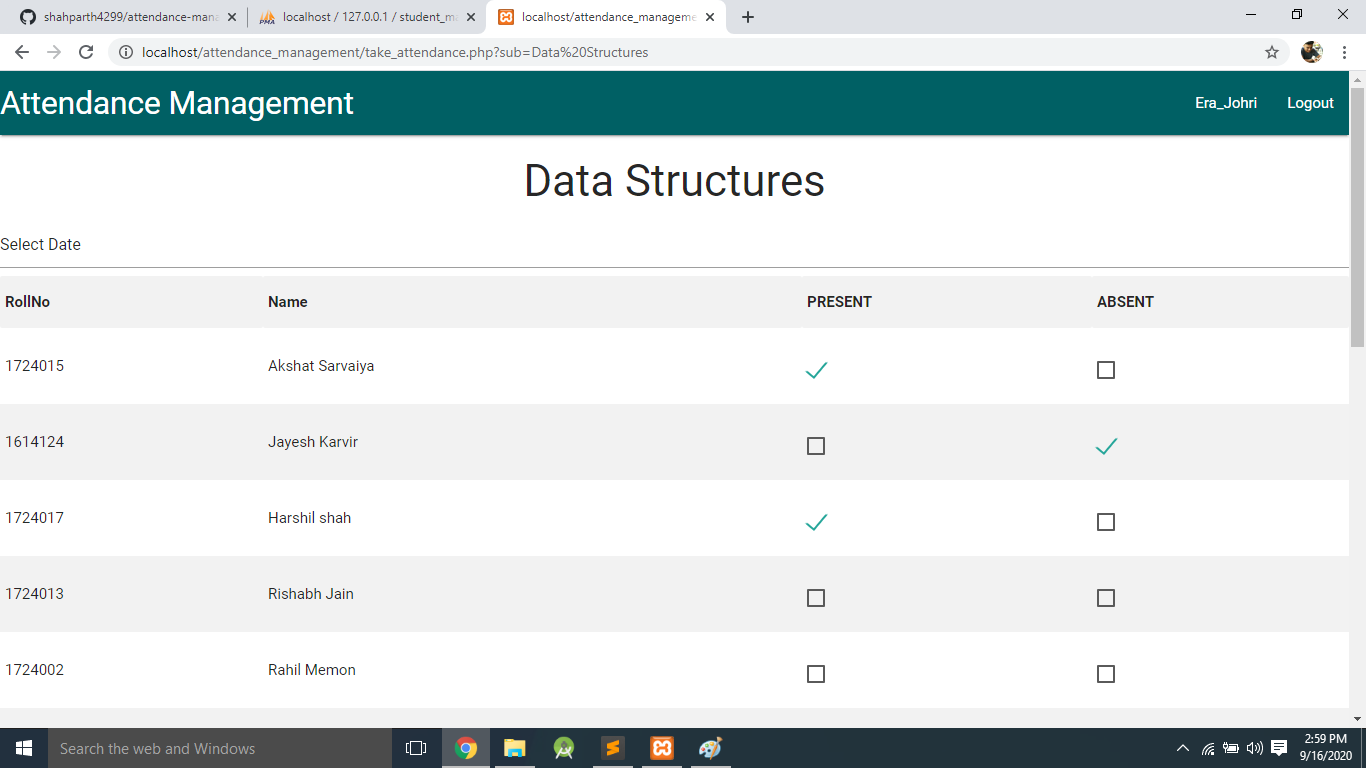 shahparth4299/attendance-mana
localhost / 127.0.0.1 / student_ma
localhost/attendance_manageme
localhost/attendance_management/take_attendance.php?sub=Data%20Structures
Attendance Management
Era_Johri
Logout
Data Structures
Select Date
RollNo Name PRESENT ABSENT
1724015 Akshat Sarvaiya
1614124 Jayesh Karvir
1724017 Harshil shah
1724013 Rishabh Jain
1724002 Rahil Memon
Search the web and Windows
2:59 PM
9/16/2020